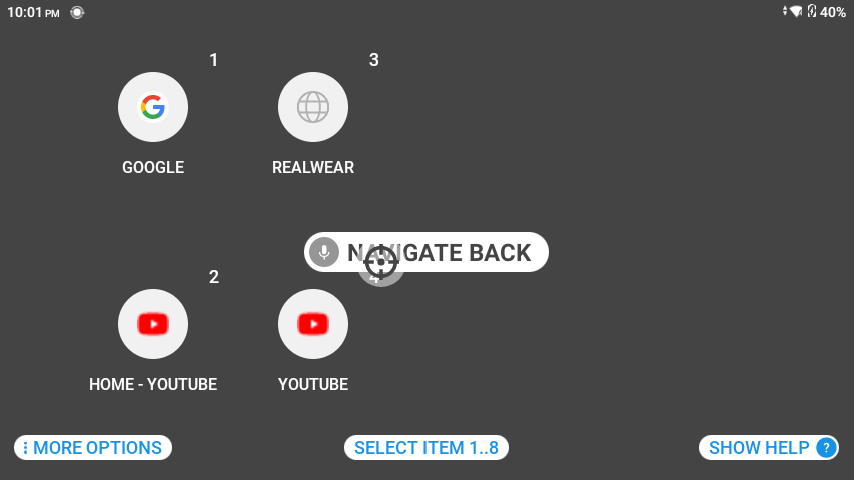 10:01 PM
40%
1
3
GOOGLE
REALWEAR
NAVIGATE BACK
2
4
HOME - YOUTUBE
YOUTUBE
MORE OPTIONS
SELECT ITEM 1..8
SHOW HELP ?